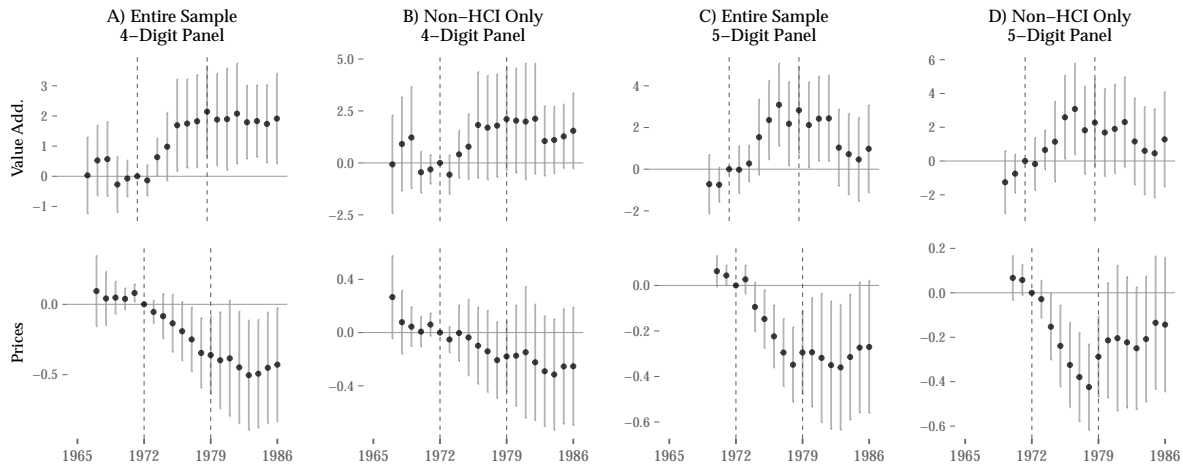 A) Entire Sample
4−Digit Panel
B) Non−HCI Only
4−Digit Panel
C) Entire Sample
5−Digit Panel
D) Non−HCI Only
5−Digit Panel
Value Add.
3
2
1
0
−1
5.0
2.5
0.0
−2.5
4
2
0
−2
6
4
2
0
−2
Prices
0.0
−0.5
0.4
0.0
−0.4
0.0
−0.2
−0.4
−0.6
0.2
0.0
−0.2
−0.4
−0.6
1965 1972 1979 1986
1965 1972 1979 1986
1965 1972 1979 1986
1965 1972 1979 1986